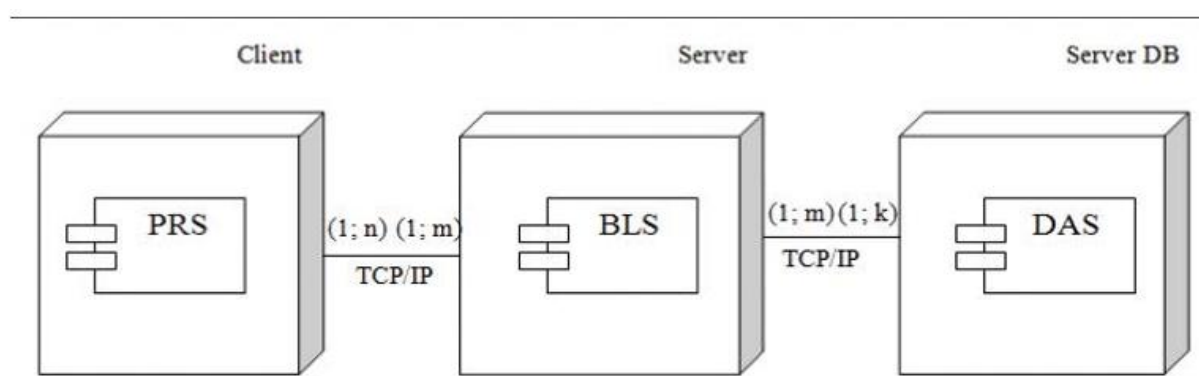 Client
Server
Server DB
PRS
(1; n) (1; m)
TCP/IP
BLS
(1; m)(1; k)
TCP/IP
DAS